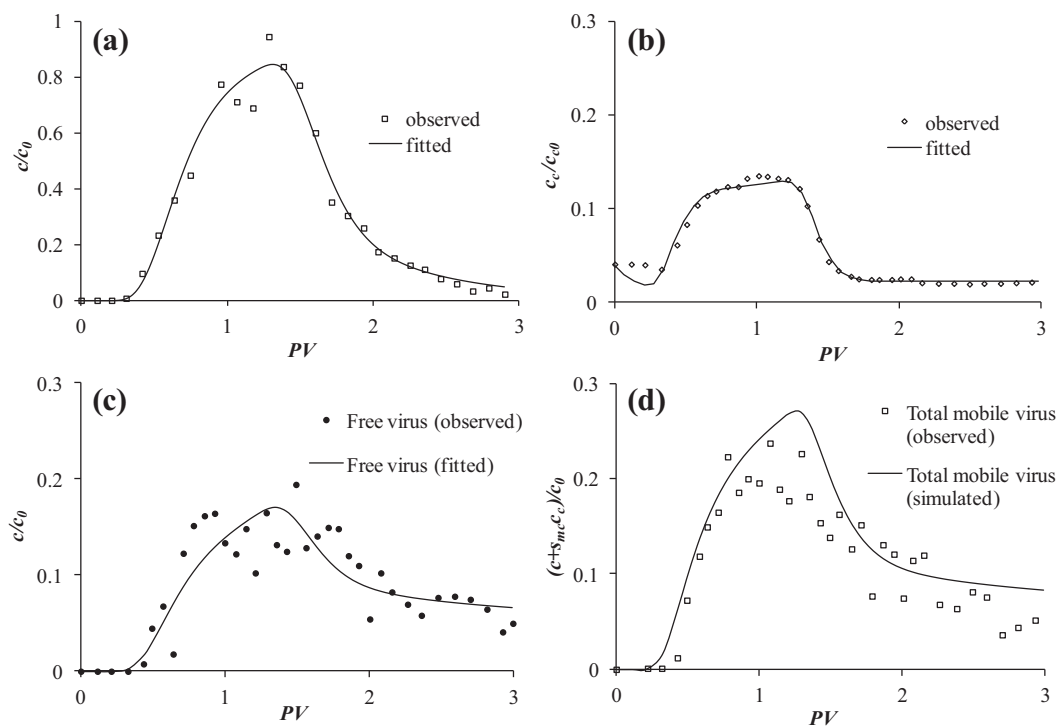 (a)
1
0.8
0.6
0.4
0.2
0
c/c0
0 1 2 3
PV
observed
fitted
(b)
0.3
0.2
0.1
0
cc/cc0
0 1 2 3
PV
observed
fitted
(c)
0.3
0.2
0.1
0
c/c0
0 1 2 3
PV
Free virus (observed)
Free virus (fitted)
(d)
0.3
0.2
0.1
0
(c+smccc)/c0
0 1 2 3
PV
Total mobile virus
(observed)
Total mobile virus
(simulated)